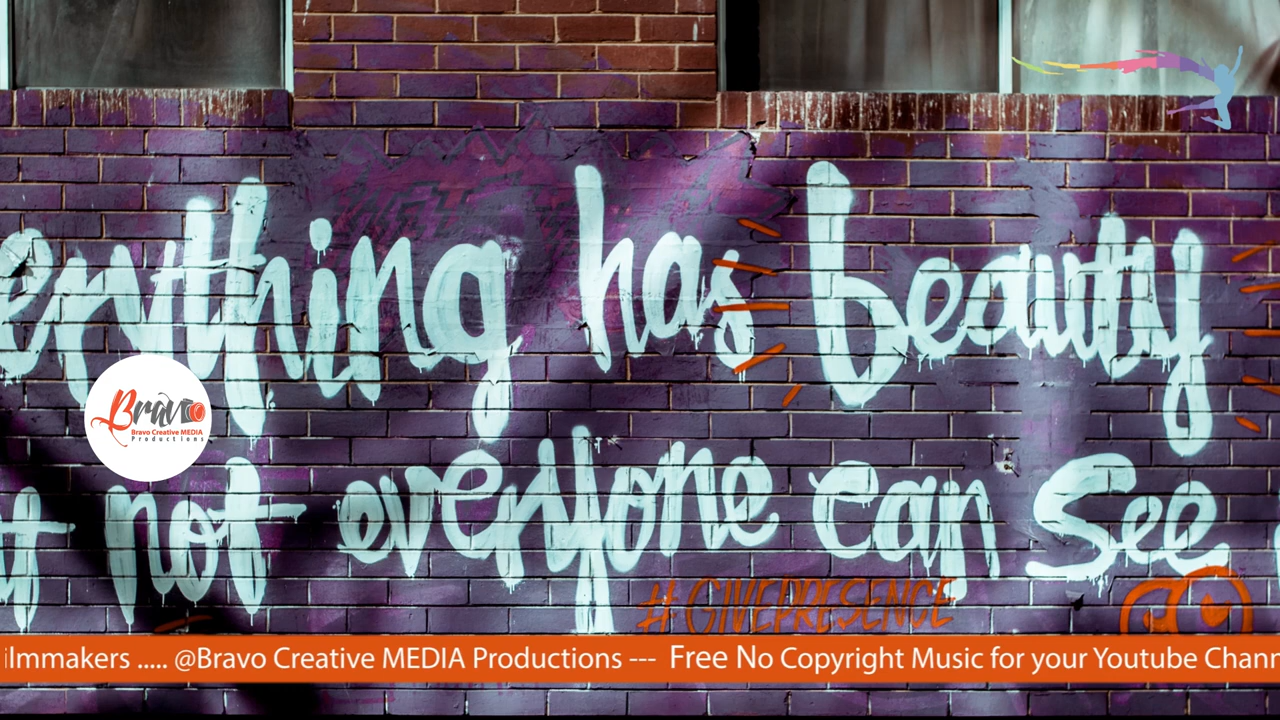 erything has beauty
t not everyone can see
#GIVEPRESENCE
Bravo
Bravo Creative MEDIA
Productions
ilmmakers ..... @Bravo Creative MEDIA Productions --- Free No Copyright Music for your Youtube Chann